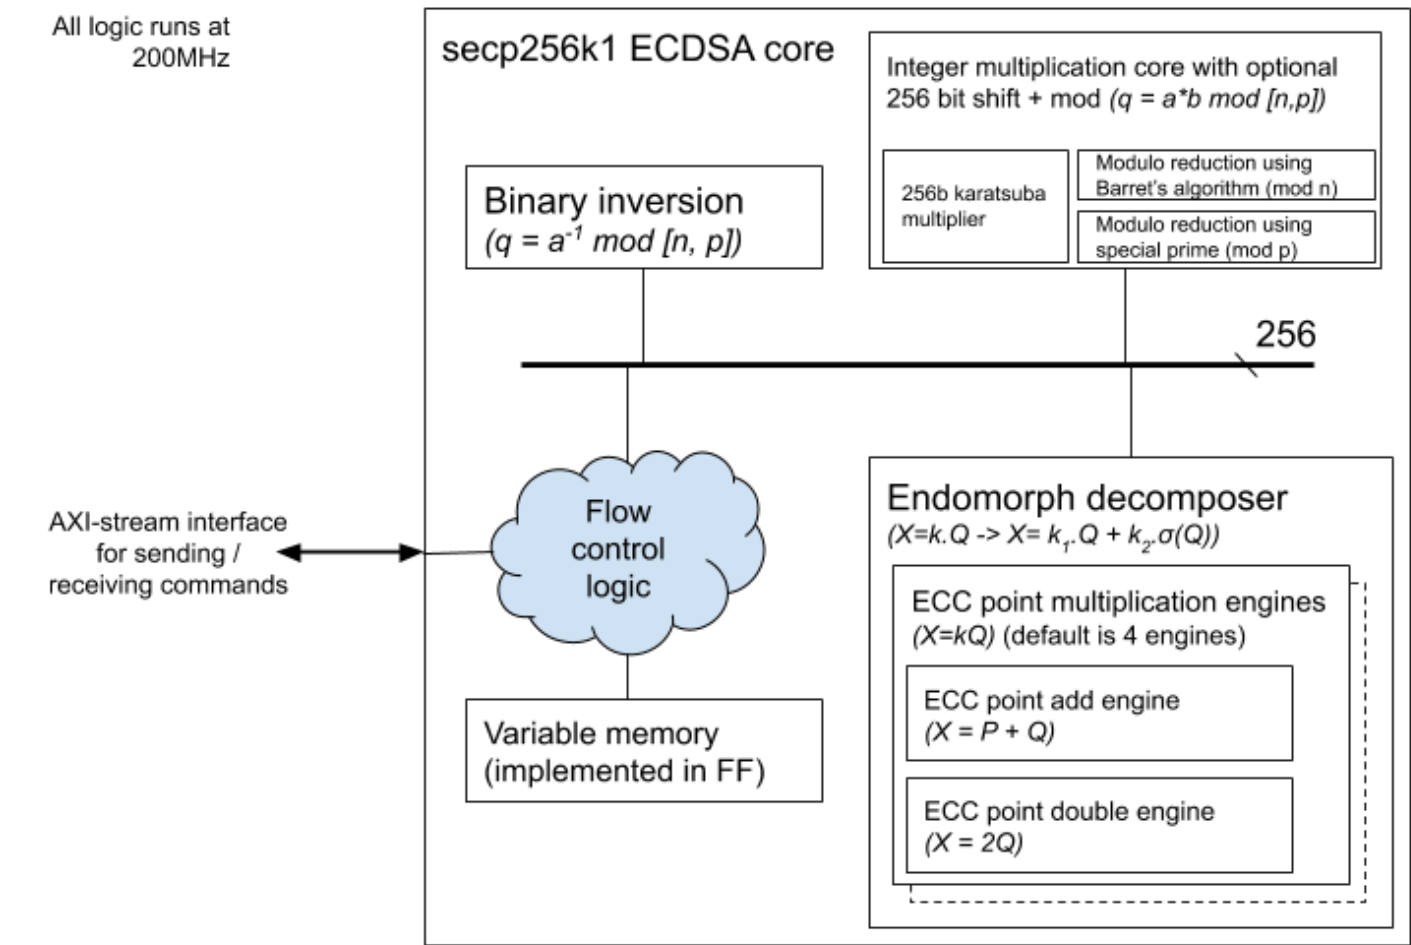 All logic runs at
200MHz
secp256k1 ECDSA core
Integer multiplication core with optional
256 bit shift + mod (q = a*b mod [n,p])
256b karatsuba
multiplier
Modulo reduction using
Barret's algorithm (mod n)
Modulo reduction using
special prime (mod p)
Binary inversion
(q = a⁻¹ mod [n, p])
256
AXI-stream interface
for sending /
receiving commands
Flow
control
logic
Variable memory
(implemented in FF)
Endomorph decomposer
(X=k.Q -> X= k₁.Q + k₂.σ(Q))
ECC point multiplication engines
(X=kQ) (default is 4 engines)
ECC point add engine
(X = P + Q)
ECC point double engine
(X = 2Q)